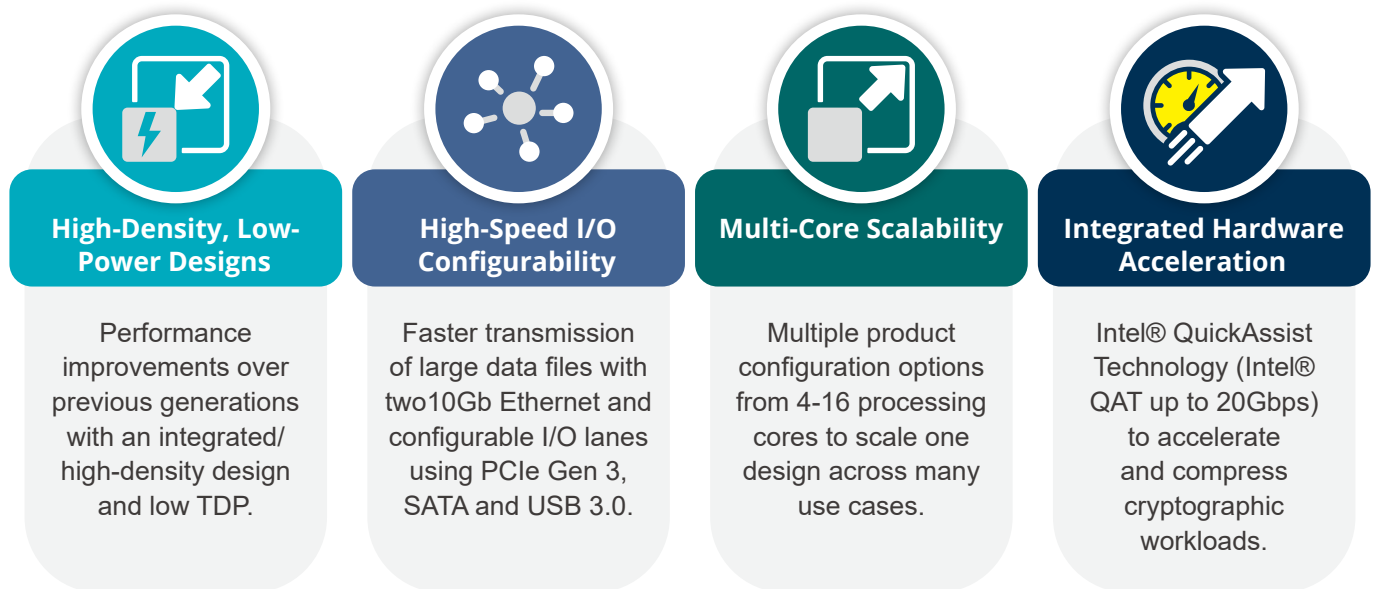 High-Density, Low-
Power Designs
Performance
improvements over
previous generations
with an integrated/
high-density design
and low TDP.
High-Speed I/O
Configurability
Faster transmission
of large data files with
two10Gb Ethernet and
configurable I/O lanes
using PCIe Gen 3,
SATA and USB 3.0.
Multi-Core Scalability
Multiple product
configuration options
from 4-16 processing
cores to scale one
design across many
use cases.
Integrated Hardware
Acceleration
Intel® QuickAssist
Technology (Intel®
QAT up to 20Gbps)
to accelerate
and compress
cryptographic
workloads.